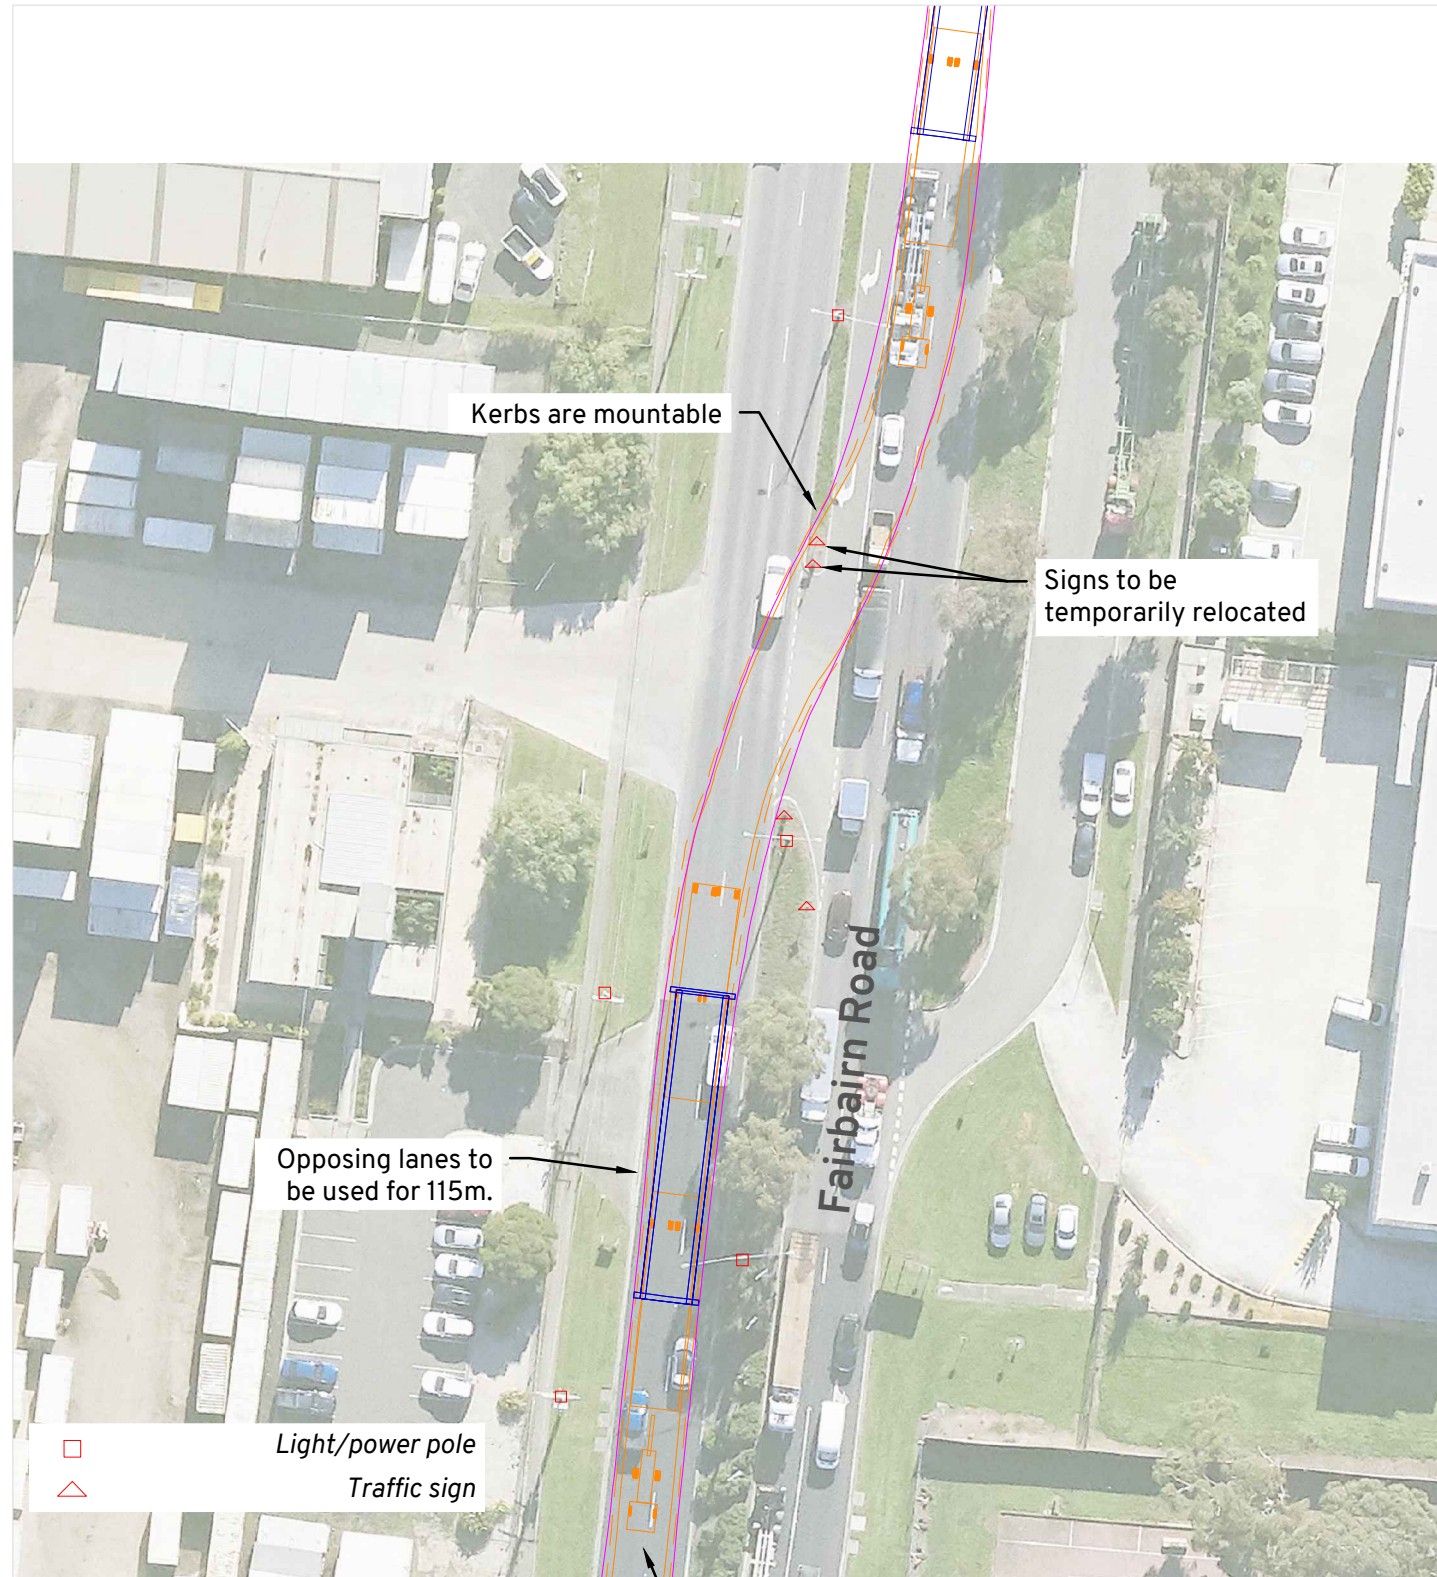 Kerbs are mountable
Signs to be
temporarily relocated
Fairbairn Road
Opposing lanes to
be used for 115m.
Light/power pole
Traffic sign